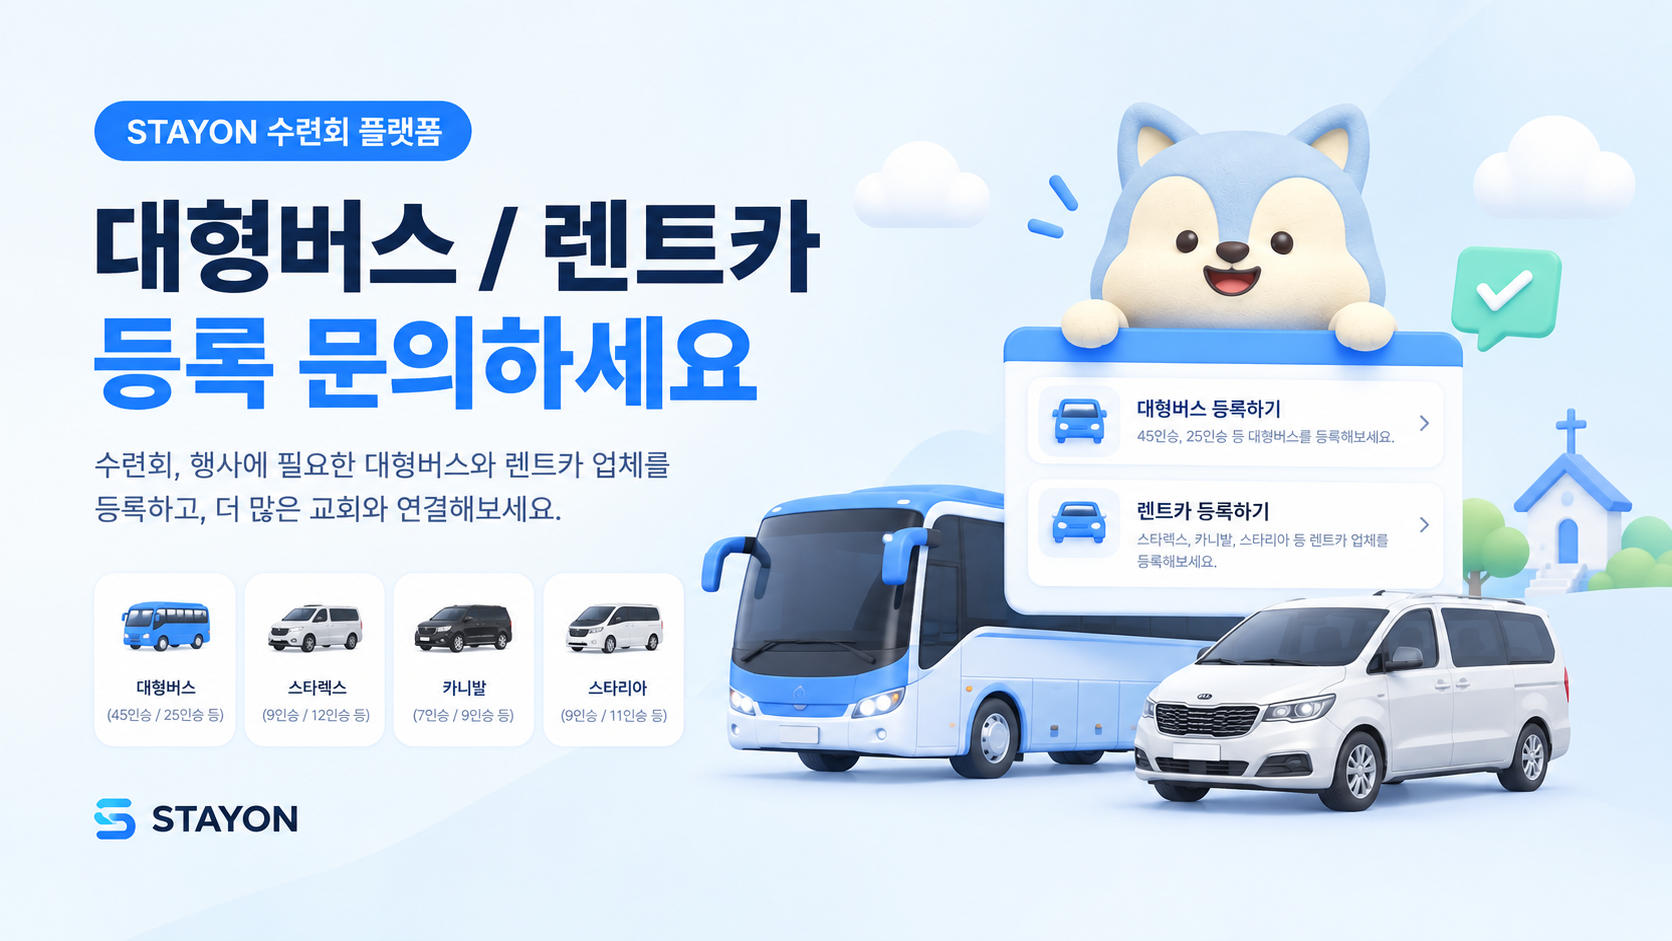 STAYON 수련회 플랫폼
대형버스 / 렌트카
등록 문의하세요
수련회, 행사에 필요한 대형버스와 렌트카 업체를
등록하고, 더 많은 교회와 연결해보세요.
대형버스
(45인승 / 25인승 등)
스타렉스
(9인승 / 12인승 등)
카니발
(7인승 / 9인승 등)
스타리아
(9인승 / 11인승 등)
STAYON
대형버스 등록하기
45인승, 25인승 등 대형버스를 등록해보세요.
렌트카 등록하기
스타렉스, 카니발, 스타리아 등 렌트카 업체를
등록해보세요.
KIA